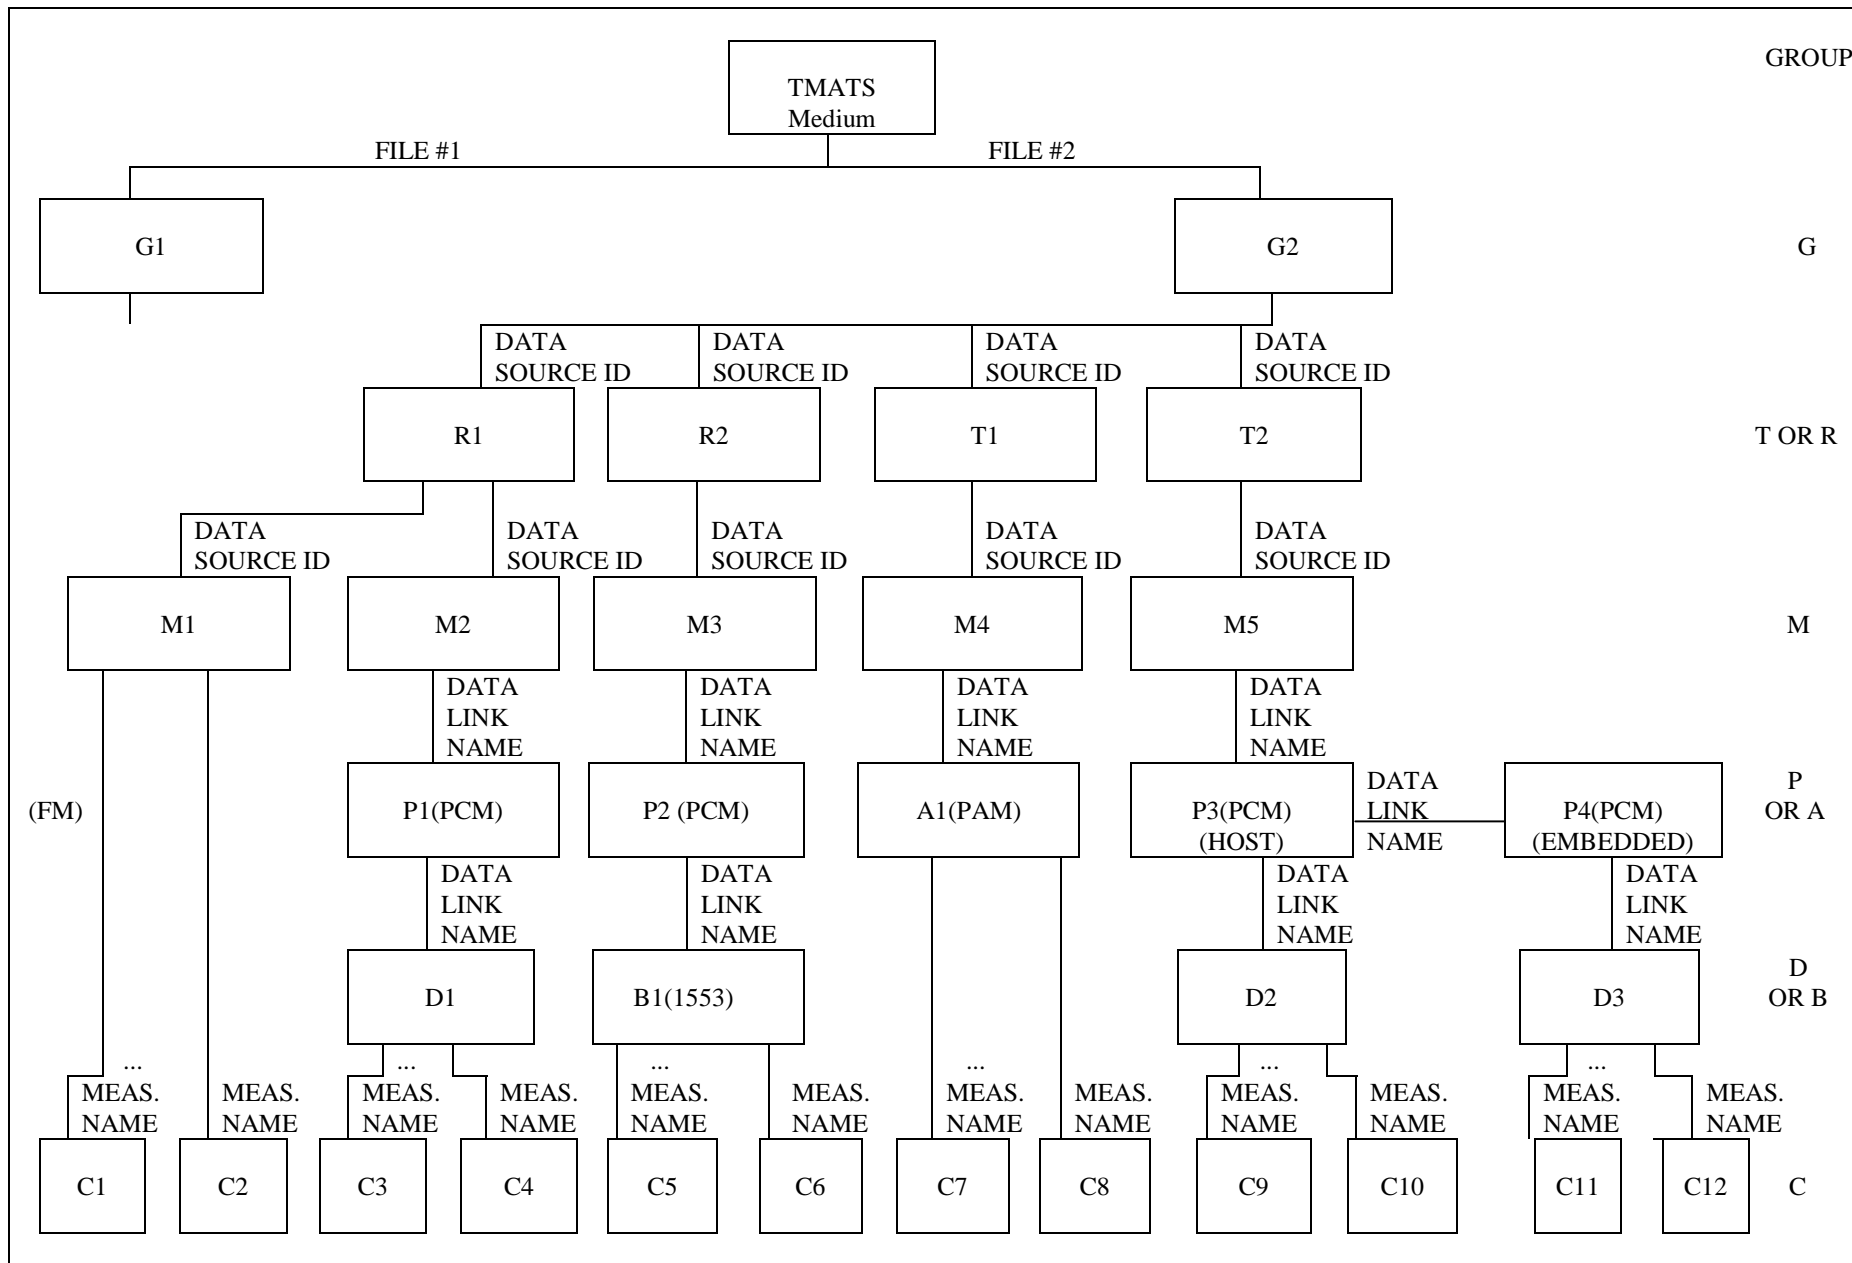 GROUP
TMATS
Medium
FILE #1 FILE #2
G1 G2 G
DATA DATA DATA DATA
SOURCE ID SOURCE ID SOURCE ID SOURCE ID
R1 R2 T1 T2 T OR R
DATA DATA DATA DATA DATA
SOURCE ID SOURCE ID SOURCE ID SOURCE ID SOURCE ID
M1 M2 M3 M4 M5 M
DATA DATA DATA DATA
LINK LINK LINK LINK
NAME NAME NAME NAME
DATA P
(FM) P1(PCM) P2 (PCM) A1(PAM) P3(PCM) LINK P4(PCM) OR A
(HOST) NAME (EMBEDDED)
DATA DATA DATA DATA
LINK LINK LINK LINK
NAME NAME NAME NAME
D
D1 B1(1553) D2 D3 OR B
... ... ... ... ... ...
MEAS. MEAS. MEAS. MEAS. MEAS. MEAS. MEAS. MEAS. MEAS. MEAS. MEAS. MEAS.
NAME NAME NAME NAME NAME NAME NAME NAME NAME NAME NAME NAME
C1 C2 C3 C4 C5 C6 C7 C8 C9 C10 C11 C12 C